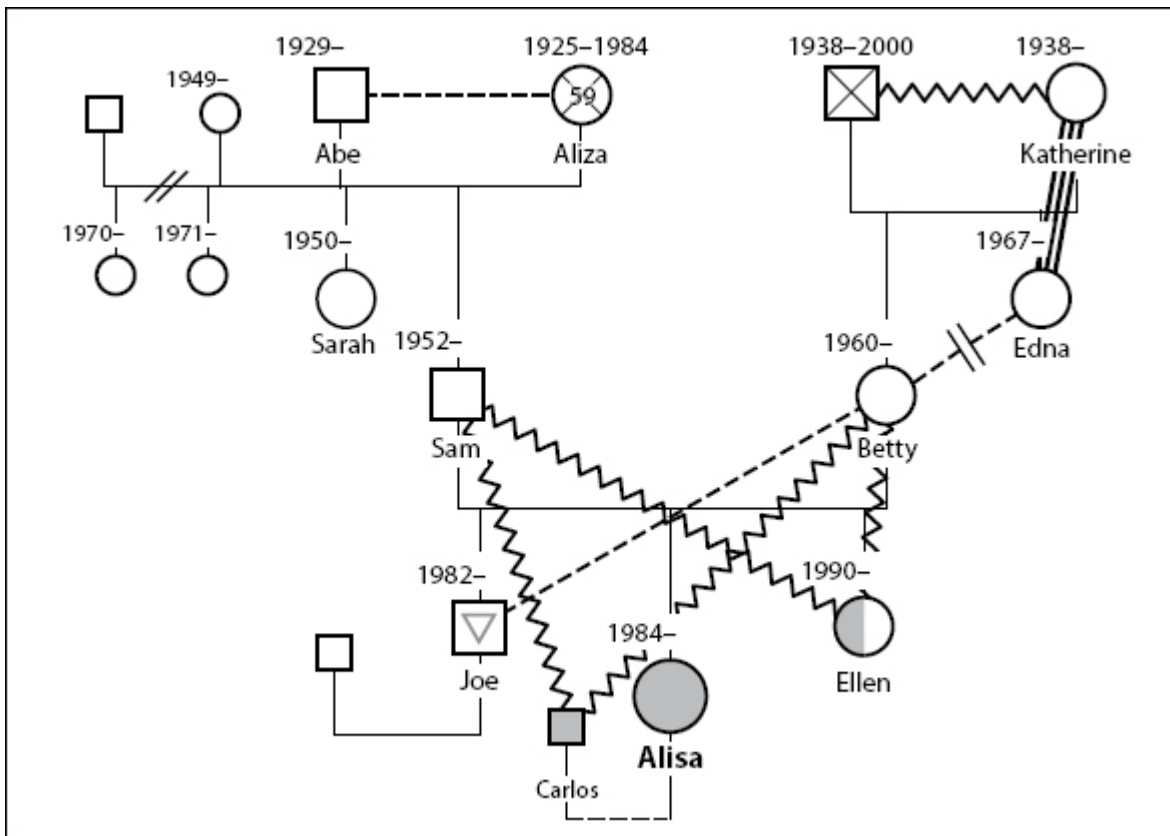 1929–
1925–1984
1938–2000
1938–
1949–
59
Abe
Aliza
Katherine
1970–
1971–
1950–
1967–
Sarah
1952–
1960–
Edna
Sam
Betty
1982–
1990–
1984–
Joe
Ellen
Alisa
Carlos